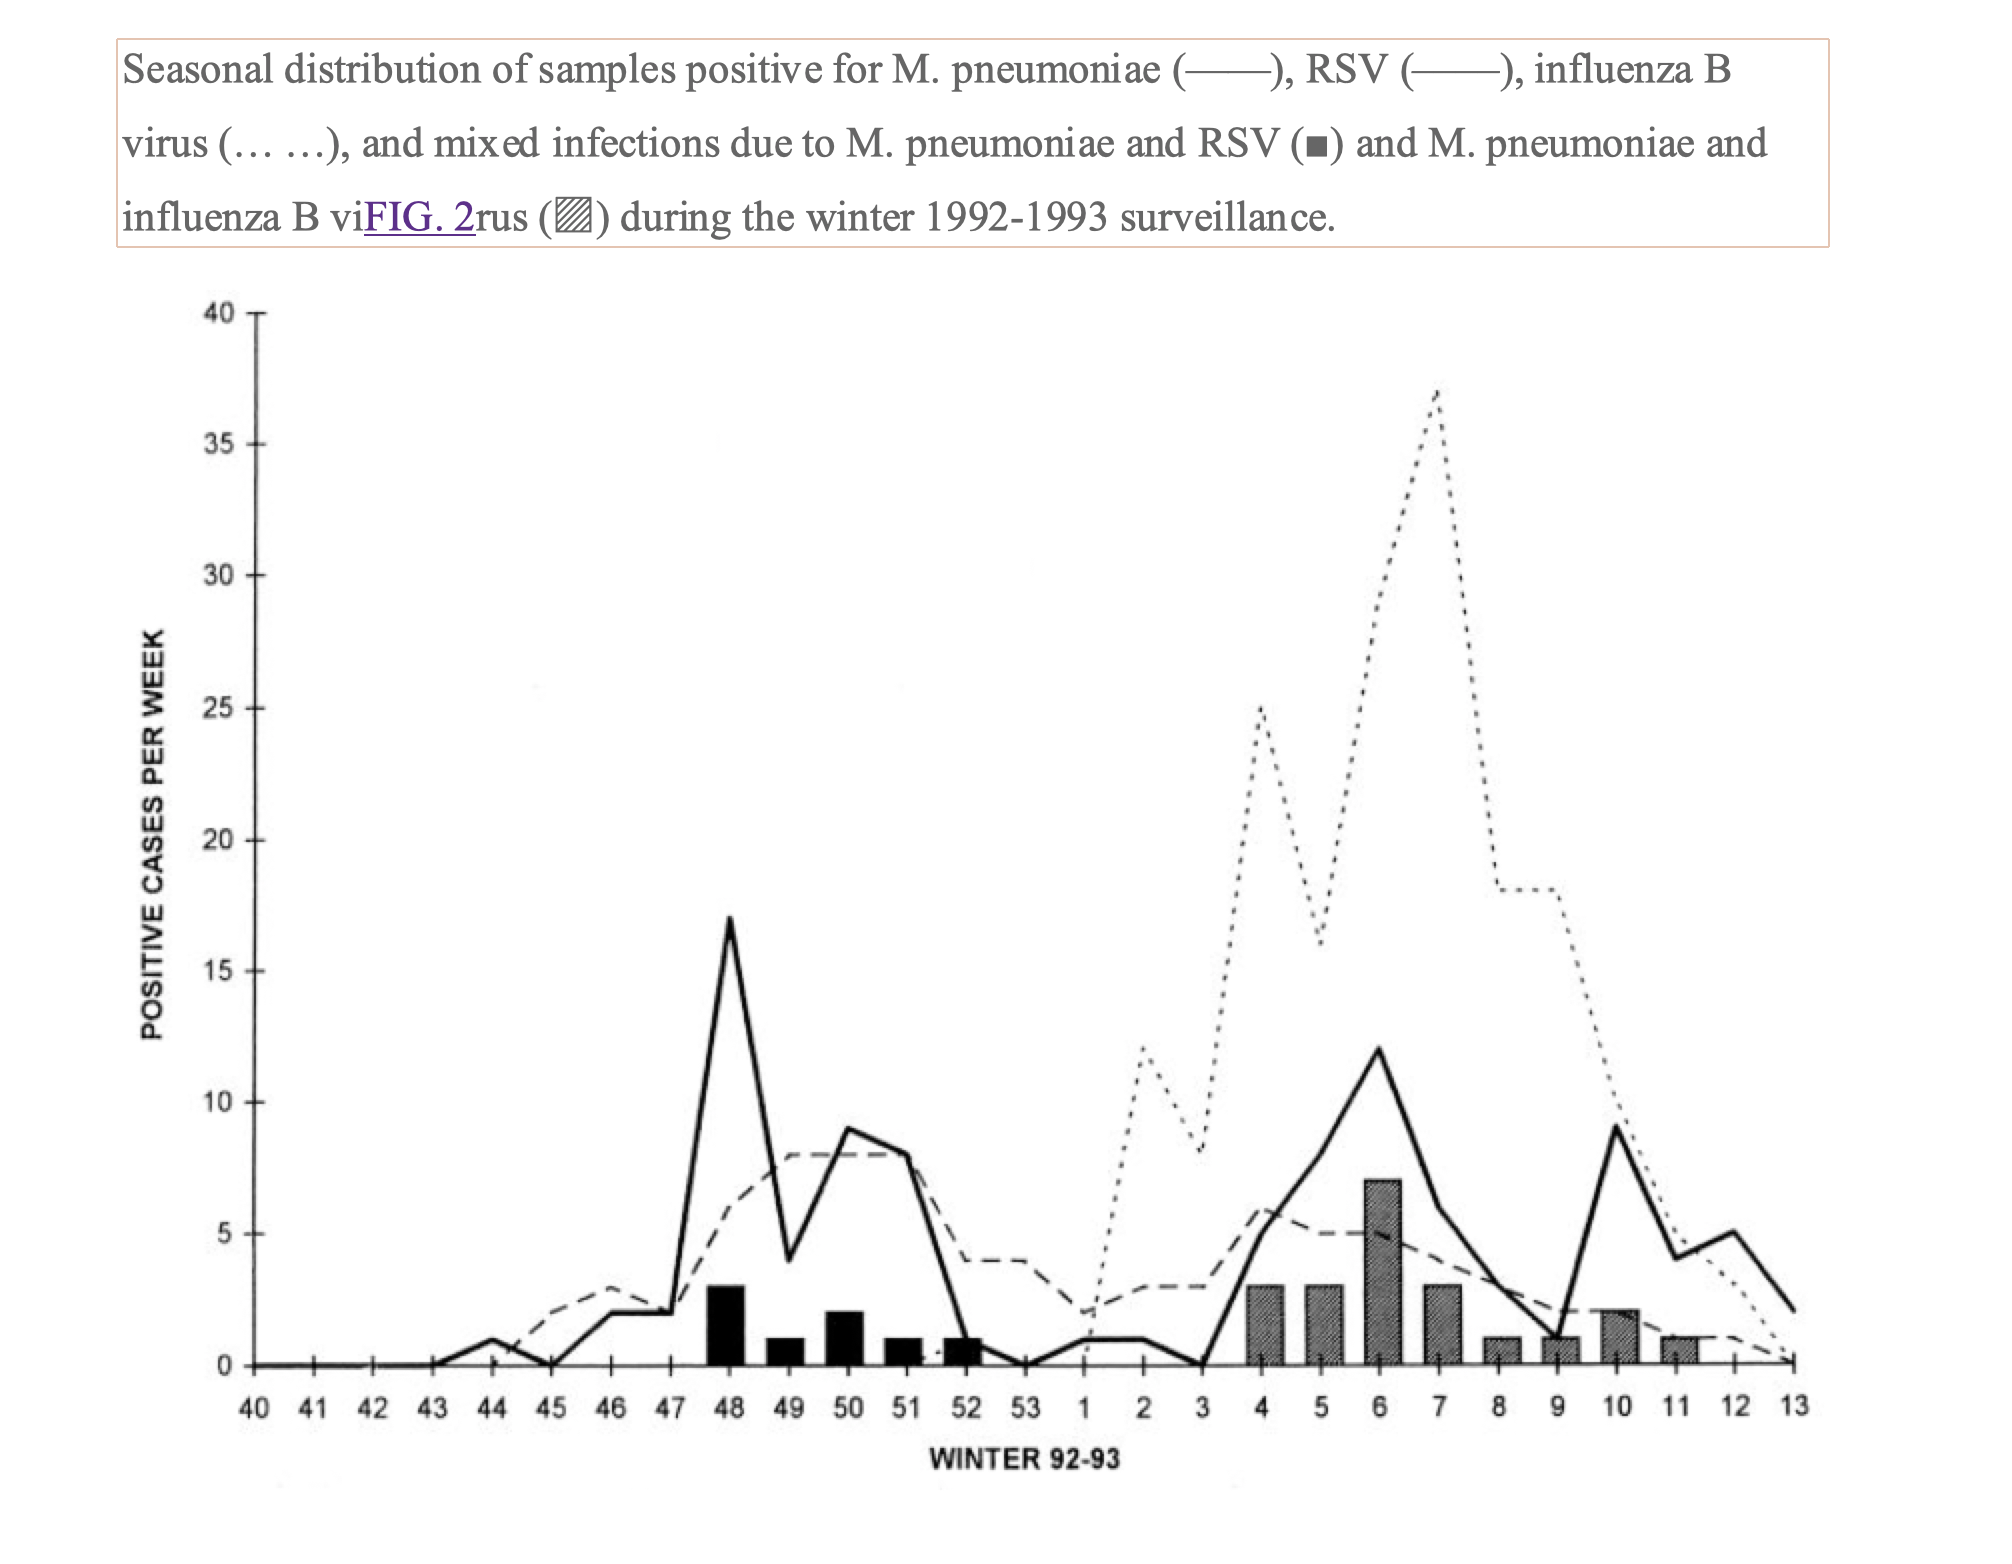 Seasonal distribution of samples positive for M. pneumoniae (——), RSV (——), influenza B
virus (… …), and mixed infections due to M. pneumoniae and RSV (■) and M. pneumoniae and
influenza B viFIG. 2rus (▨) during the winter 1992-1993 surveillance.
40
35
30
25
20
15
10
5
0
POSITIVE CASES PER WEEK
40 41 42 43 44 45 46 47 48 49 50 51 52 53 1 2 3 4 5 6 7 8 9 10 11 12 13
WINTER 92-93